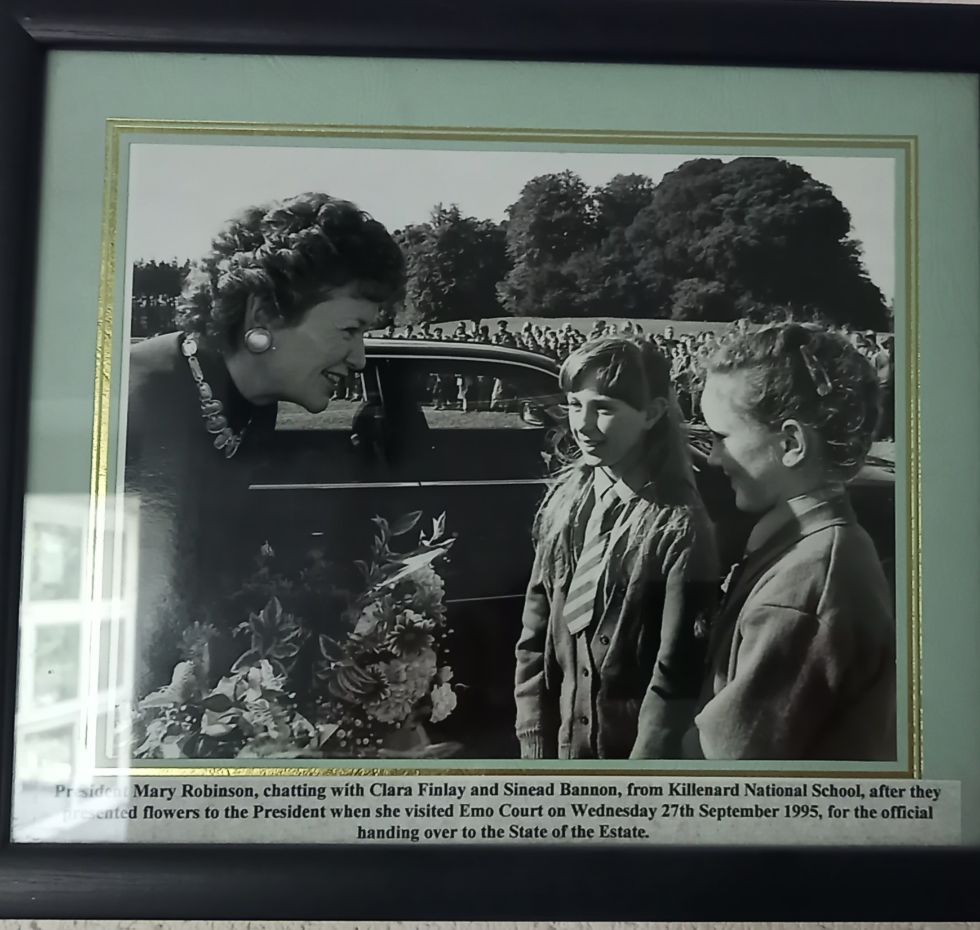 President Mary Robinson, chatting with Clara Finlay and Sinead Bannon, from Killenard National School, after they
presented flowers to the President when she visited Emo Court on Wednesday 27th September 1995, for the official
handing over to the State of the Estate.